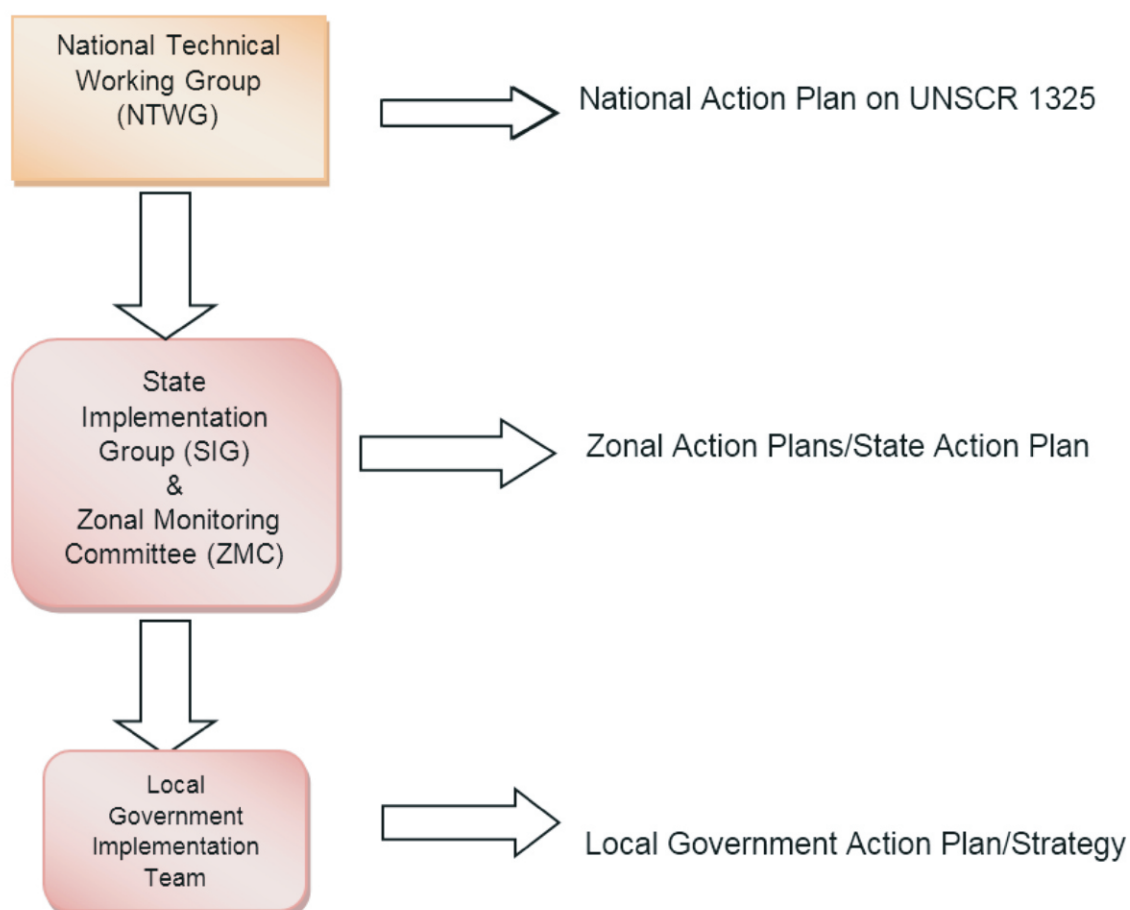 National Technical
Working Group
(NTWG)
National Action Plan on UNSCR 1325
State
Implementation
Group (SIG)
&
Zonal Monitoring
Committee (ZMC)
Zonal Action Plans/State Action Plan
Local
Government
Implementation
Team
Local Government Action Plan/Strategy